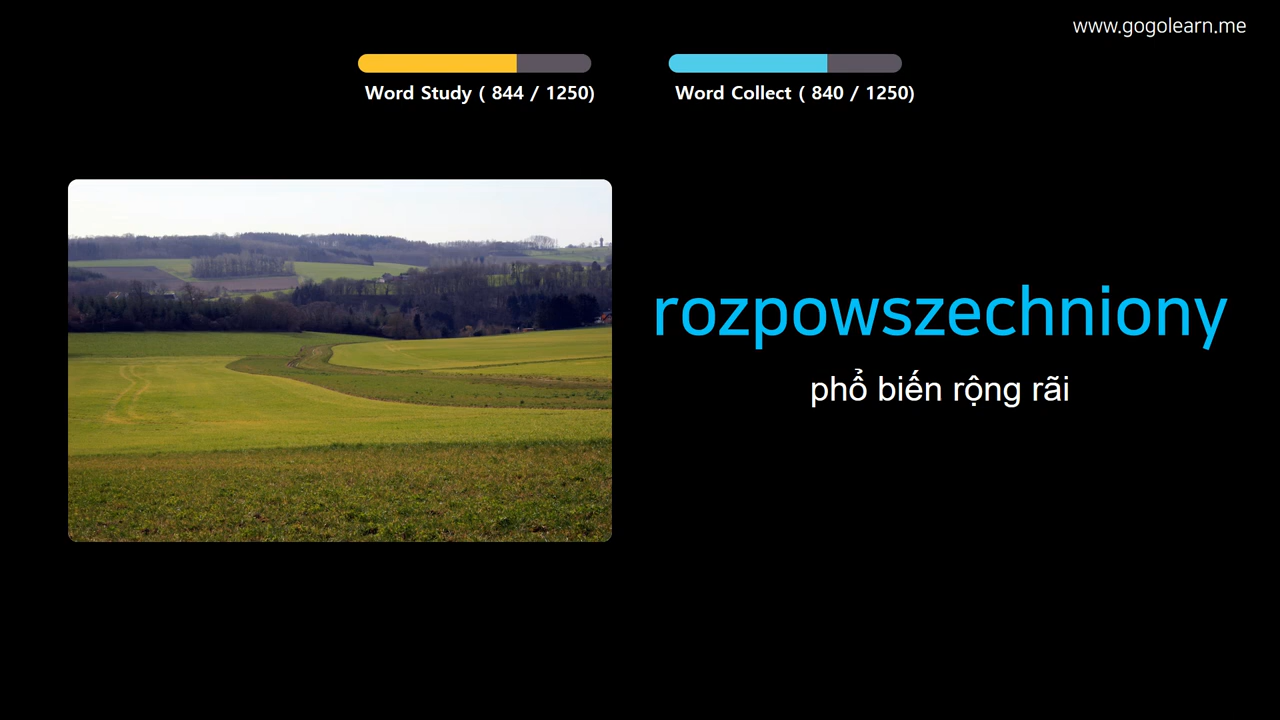 www.gogolearn.me
Word Study ( 844 / 1250)
Word Collect ( 840 / 1250)
rozpowszechniony
phổ biến rộng rãi